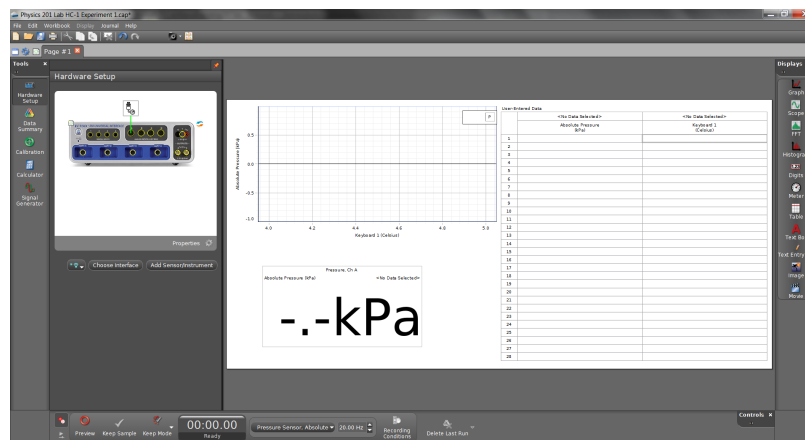 Physics 201 Lab HC-1 Experiment 1.cap*
File Edit Workbook Display Journal Help
Page #1
Tools
Displays
Hardware Setup
Hardware
Setup
Data
Summary
Calibration
Calculator
Signal
Generator
Properties
Choose Interface
Add Sensor/Instrument
P
0.5
0.0
-0.5
-1.0
Absolute Pressure (kPa)
4.0 4.2 4.4 4.6 4.8 5.0
Keyboard 1 (Celsius)
Pressure, Ch A
Absolute Pressure (kPa) <No Data Selected>
-.-kPa
User-Entered Data
<No Data Selected> <No Data Selected>
Absolute Pressure Keyboard 1
(kPa) (Celsius)
1
2
3
4
5
6
7
8
9
10
11
12
13
14
15
16
17
18
19
20
21
22
23
24
25
26
27
28
Graph
Scope
FFT
Histogra
Digits
Meter
Table
Text Bo
Text Entry
Image
Movie
Controls
Preview
Keep Sample
Keep Mode
00:00.00
Ready
Pressure Sensor, Absolute
20.00 Hz
Recording
Conditions
Delete Last Run